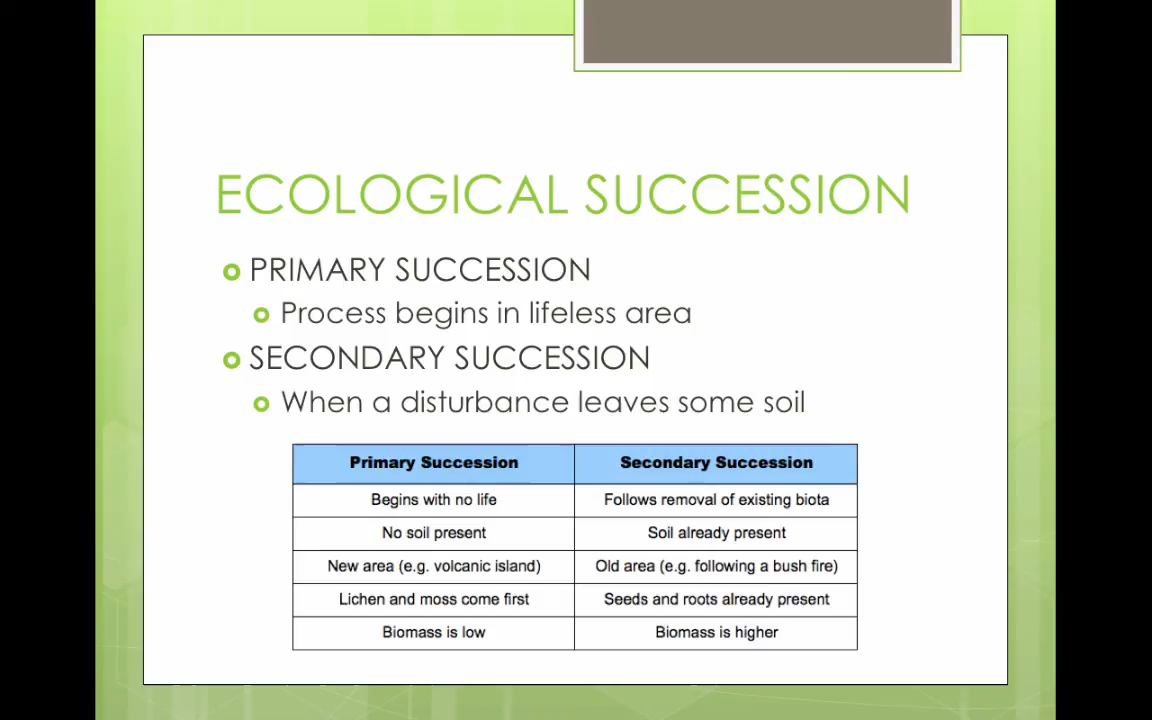 ECOLOGICAL SUCCESSION
PRIMARY SUCCESSION
Process begins in lifeless area
SECONDARY SUCCESSION
When a disturbance leaves some soil
Primary Succession Secondary Succession
Begins with no life Follows removal of existing biota
No soil present Soil already present
New area (e.g. volcanic island) Old area (e.g. following a bush fire)
Lichen and moss come first Seeds and roots already present
Biomass is low Biomass is higher